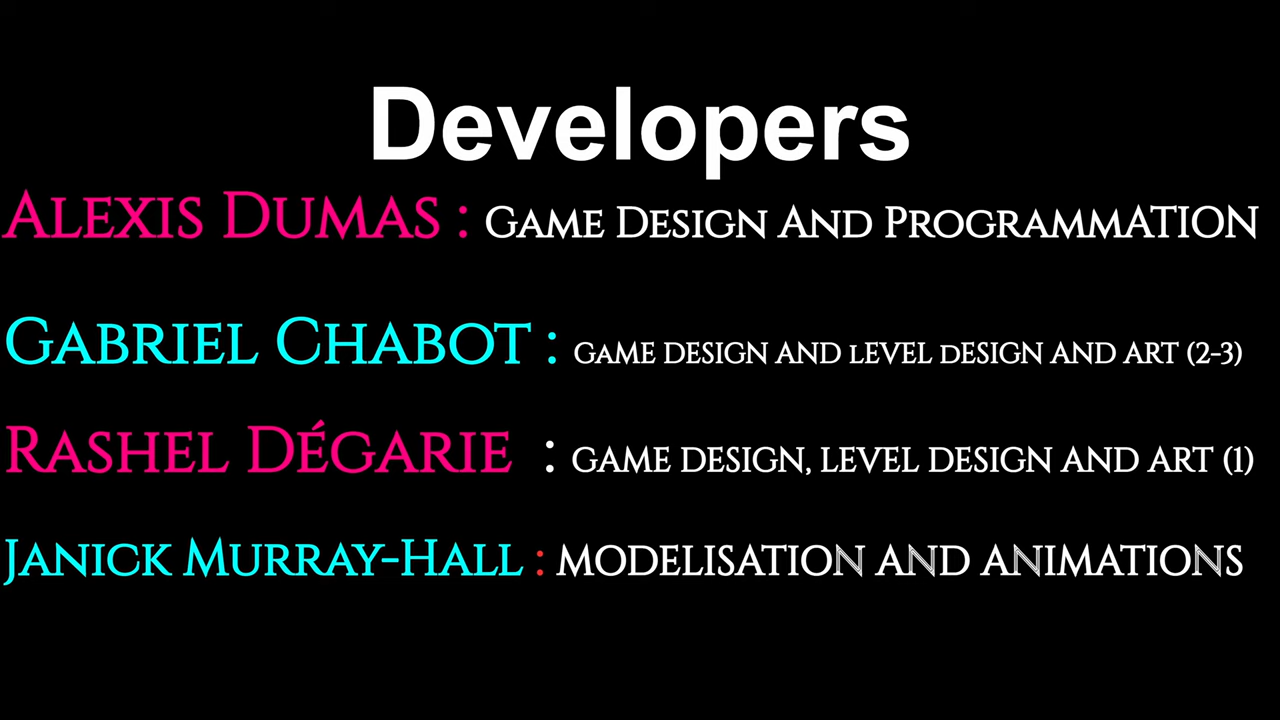 Developers
Alexis Dumas : Game Design And ProgrammATION
Gabriel Chabot : GAME DESIGN AND lEVEL dESIGN AND ART (2-3)
Rashel Dégarie : GAME DESIGN, LEVEL DESIGN AND ART (1)
Janick Murray-Hall : MODELISATION AND ANIMATIONS